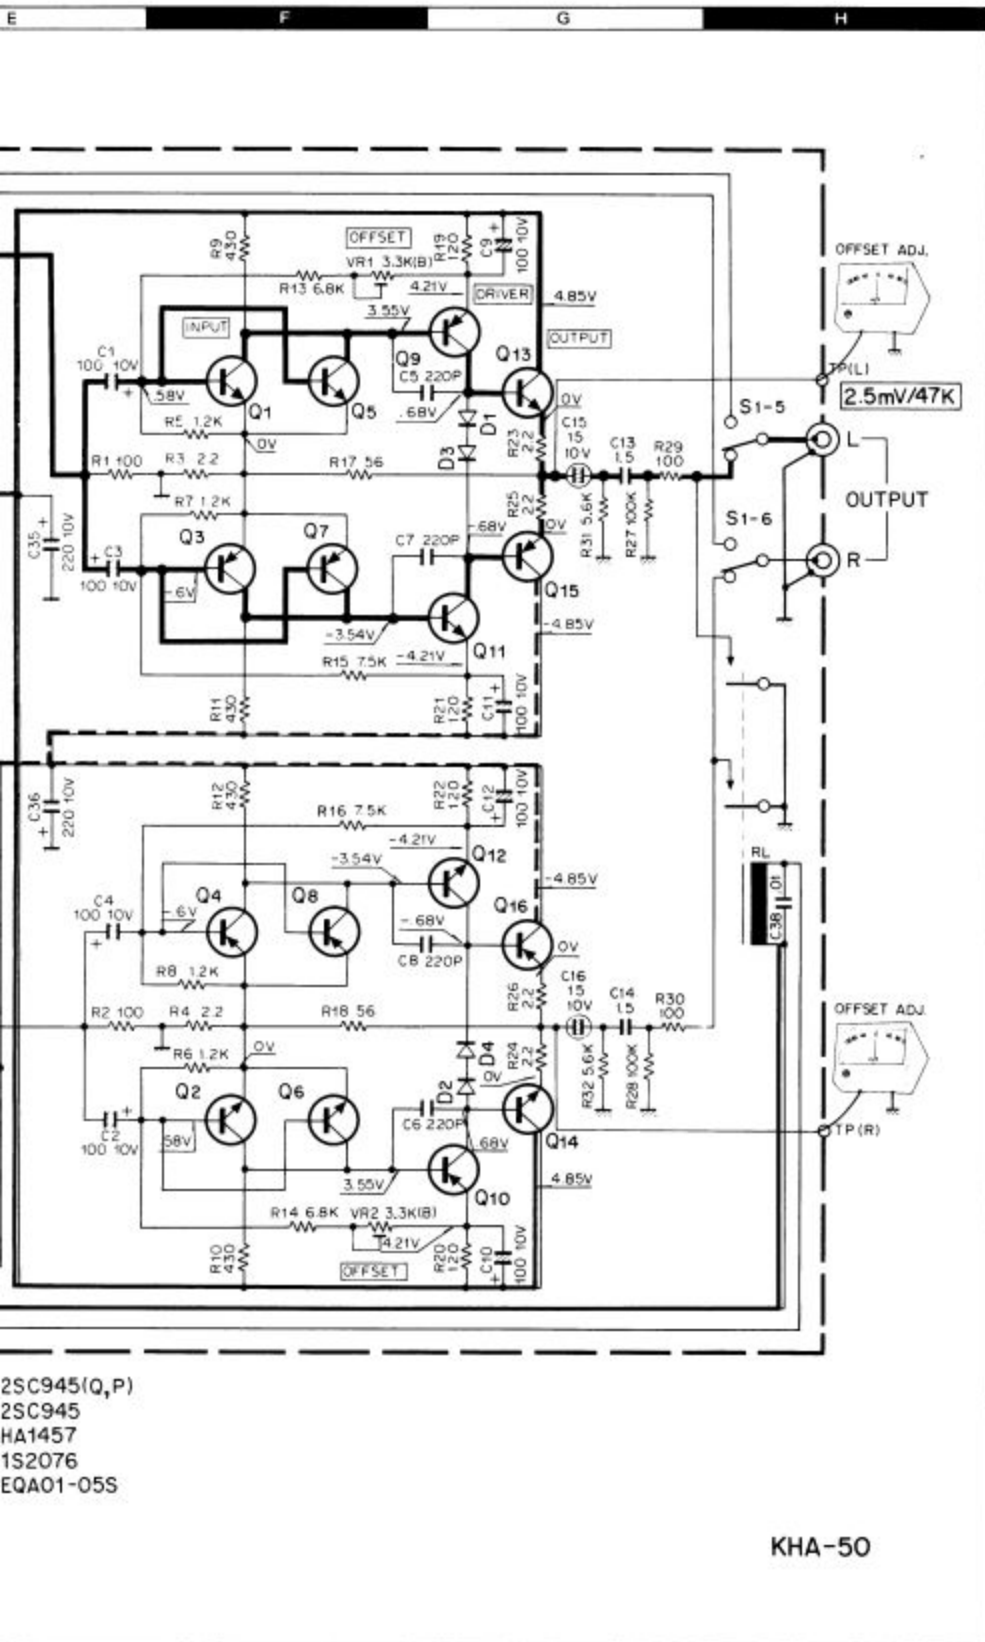 E F G H
OFFSET ADJ.
R9 430
OFFSET
R19 120
C9 100 10V
+
VR1 3.3K(B)
R13 6.8K
4.21V
DRIVER
4.85V
3.55V
INPUT
OUTPUT
C1
100 10V
+
Q9
Q13
TP(L)
C5 220P
2.5mV/47K
.58V
Q1
Q5
.68V
D1
0V
C15
15
10V
S1-5
R5 1.2K
0V
R23 2.2
C13
1.5
R29
100
L
D3
R1 100
R3 2.2
R17 56
OUTPUT
R7 1.2K
R25 2.2
R31 5.6K
R27 100K
S1-6
C35 +
220 10V
Q3
Q7
-.68V
0V
C7 220P
R
+ C3
100 10V
-.6V
Q15
-3.54V
-4.85V
Q11
R15 7.5K
-4.21V
R11 430
R21 120
C11
100 10V
C36
+ 220 10V
R12 430
R22 120
C12
100 10V
+
R16 7.5K
-4.21V
-3.54V
Q12
RL
C38 .01
-4.85V
Q4
Q8
Q16
C4
100 10V
+
-.6V
-.68V
0V
C8 220P
R8 1.2K
C16
15
10V
R26 2.2
C14
1.5
R30
100
OFFSET ADJ.
R2 100
R4 2.2
R18 56
R6 1.2K
0V
D4
R24 2.2
R32 5.6K
R28 100K
0V
Q2
Q6
D2
+
C2
100 10V
.58V
C6 220P
.68V
Q14
TP(R)
3.55V
Q10
4.85V
R14 6.8K
VR2 3.3K(B)
4.21V
R10 430
OFFSET
R20 120
C10
100 10V
+
2SC945(Q,P)
2SC945
HA1457
1S2076
EQA01-05S
KHA-50